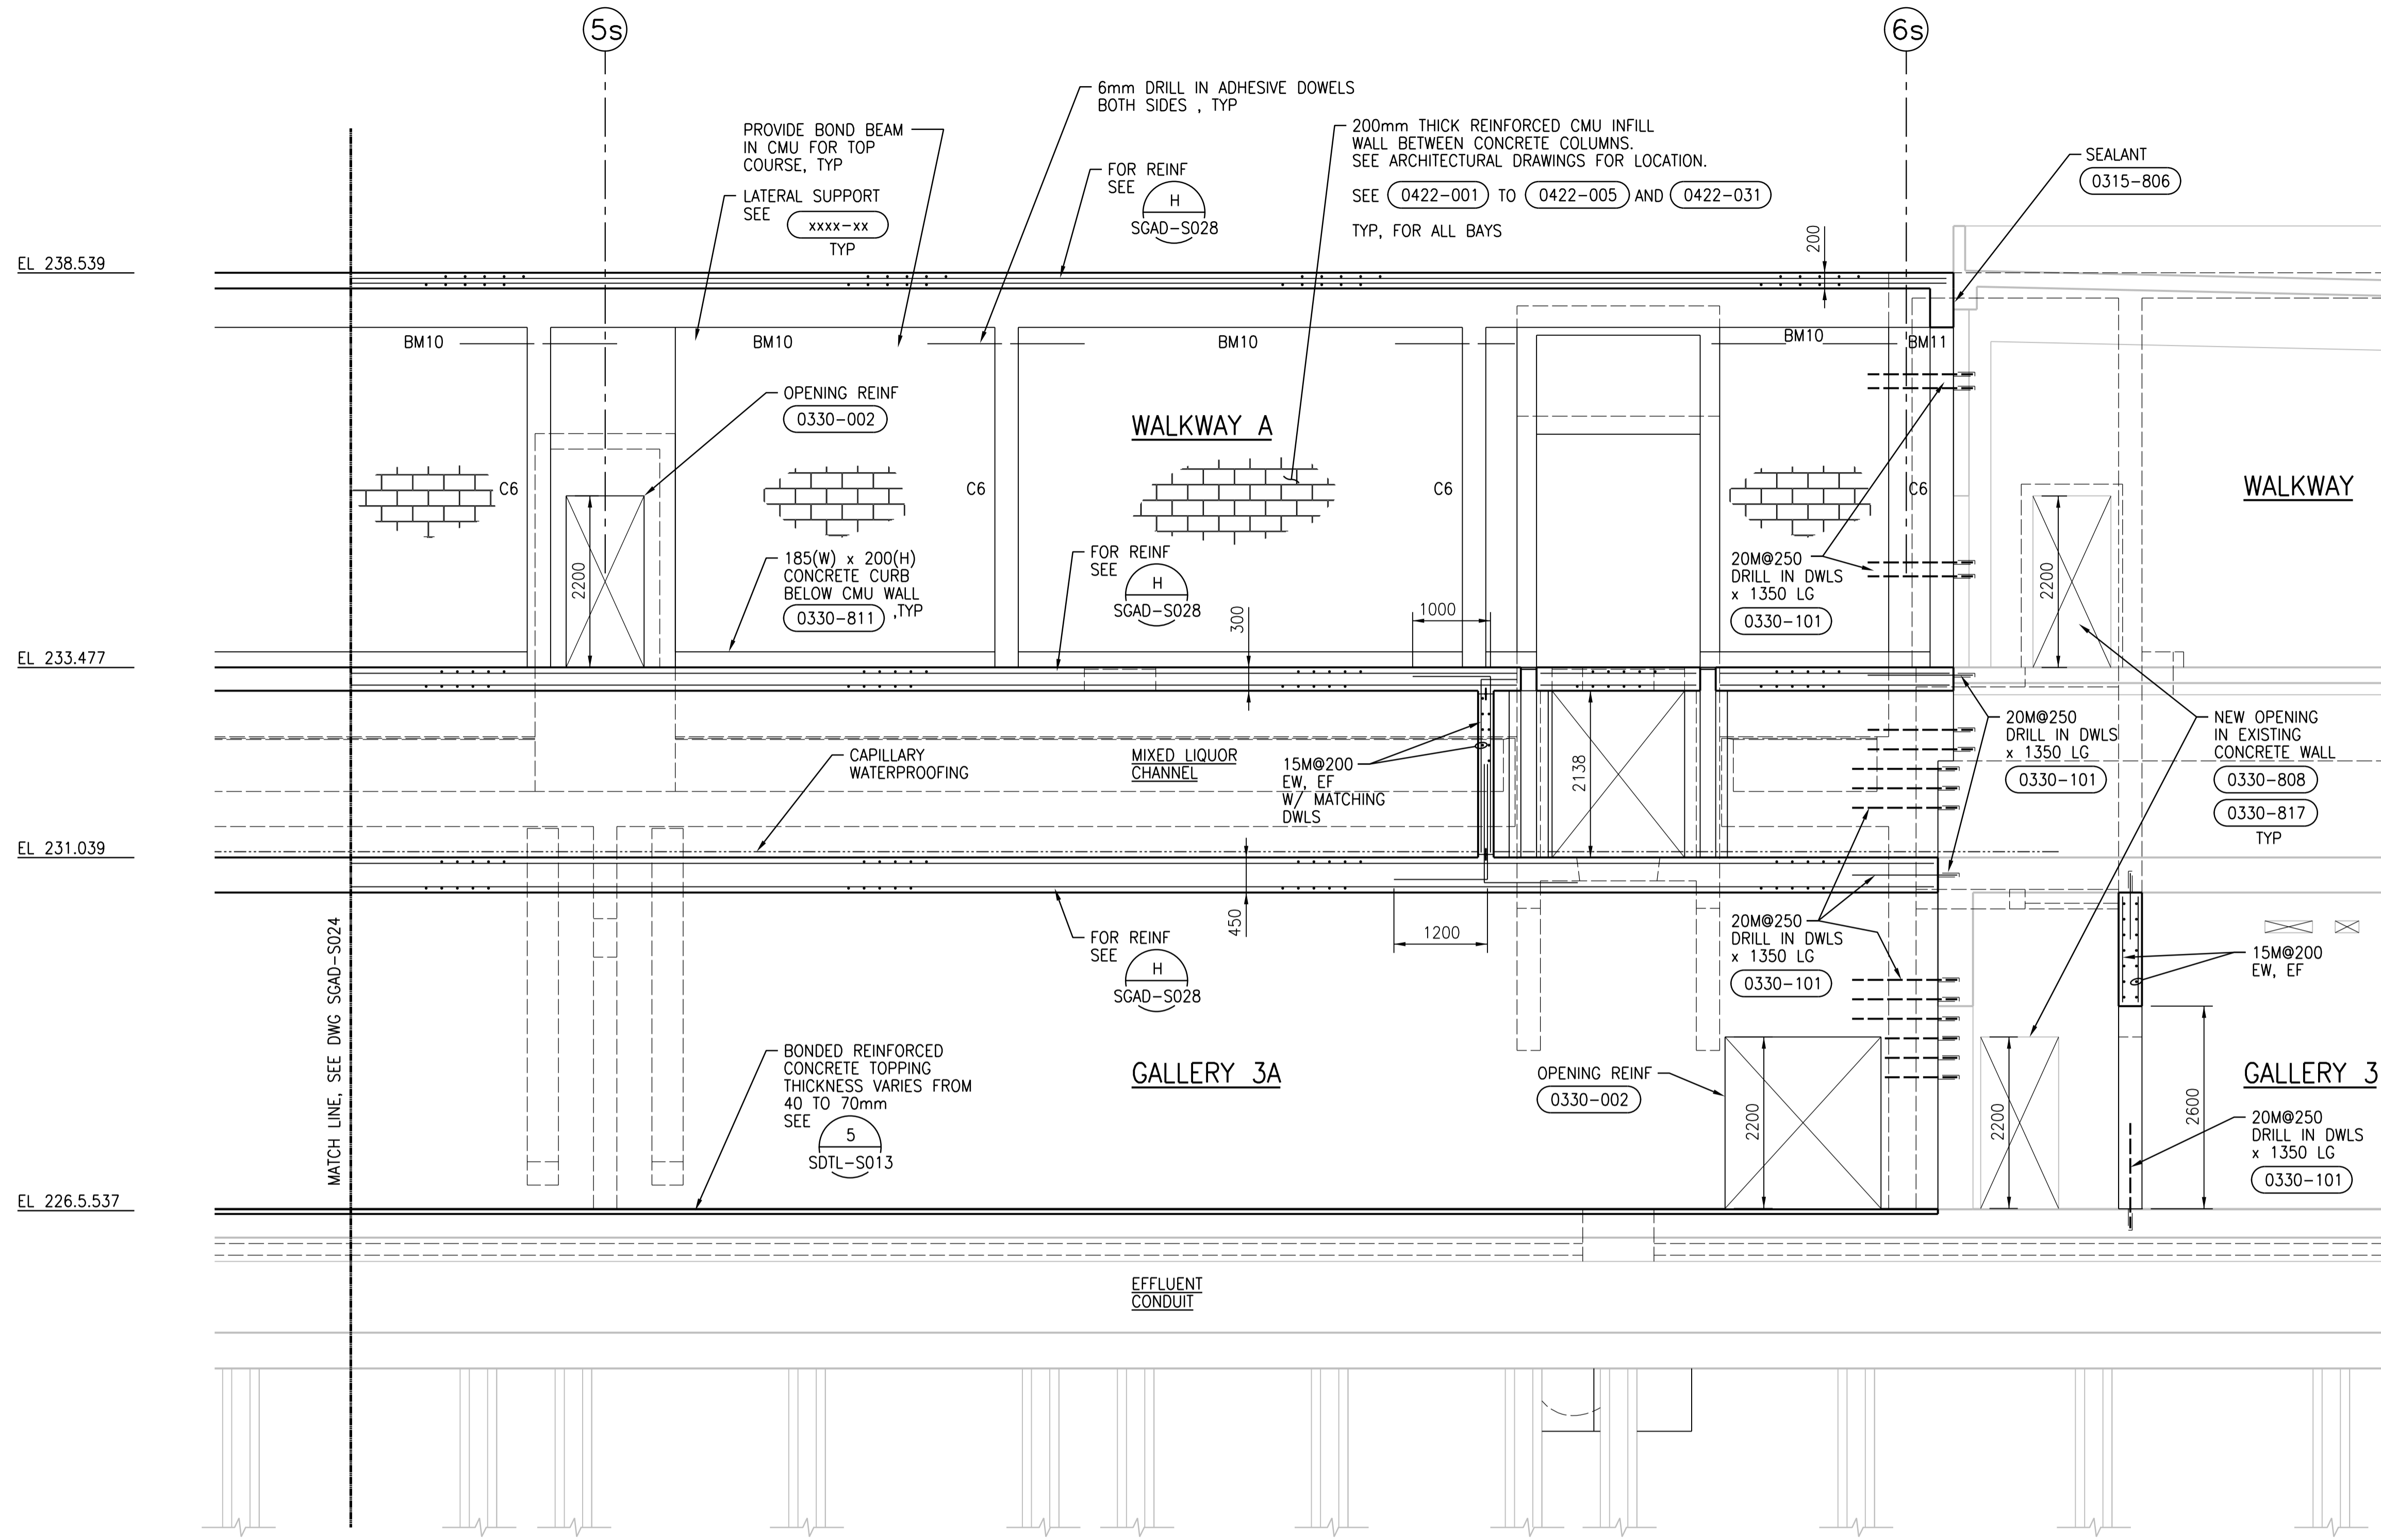 5s
6s
6mm DRILL IN ADHESIVE DOWELS
BOTH SIDES , TYP
PROVIDE BOND BEAM
IN CMU FOR TOP
COURSE, TYP
LATERAL SUPPORT
SEE
xxxx-xx
TYP
FOR REINF
SEE
H
SGAD-S028
200mm THICK REINFORCED CMU INFILL
WALL BETWEEN CONCRETE COLUMNS.
SEE ARCHITECTURAL DRAWINGS FOR LOCATION.
SEE 0422-001 TO 0422-005 AND 0422-031
TYP, FOR ALL BAYS
SEALANT
0315-806
200
EL 238.539
BM10
BM10
BM10
BM10
BM11
OPENING REINF
0330-002
WALKWAY A
WALKWAY
C6
C6
C6
C6
2200
185(W) x 200(H)
CONCRETE CURB
BELOW CMU WALL
0330-811 ,TYP
FOR REINF
SEE
H
SGAD-S028
300
1000
20M@250
DRILL IN DWLS
x 1350 LG
0330-101
2200
EL 233.477
CAPILLARY
WATERPROOFING
MIXED LIQUOR
CHANNEL
15M@200
EW, EF
W/ MATCHING
DWLS
2138
20M@250
DRILL IN DWLS
x 1350 LG
0330-101
NEW OPENING
IN EXISTING
CONCRETE WALL
0330-808
0330-817
TYP
EL 231.039
450
1200
FOR REINF
SEE
H
SGAD-S028
20M@250
DRILL IN DWLS
x 1350 LG
0330-101
15M@200
EW, EF
MATCH LINE, SEE DWG SGAD-S024
BONDED REINFORCED
CONCRETE TOPPING
THICKNESS VARIES FROM
40 TO 70mm
SEE
5
SDTL-S013
GALLERY 3A
OPENING REINF
0330-002
2200
2200
2600
GALLERY 3
20M@250
DRILL IN DWLS
x 1350 LG
0330-101
EL 226.5.537
EFFLUENT
CONDUIT